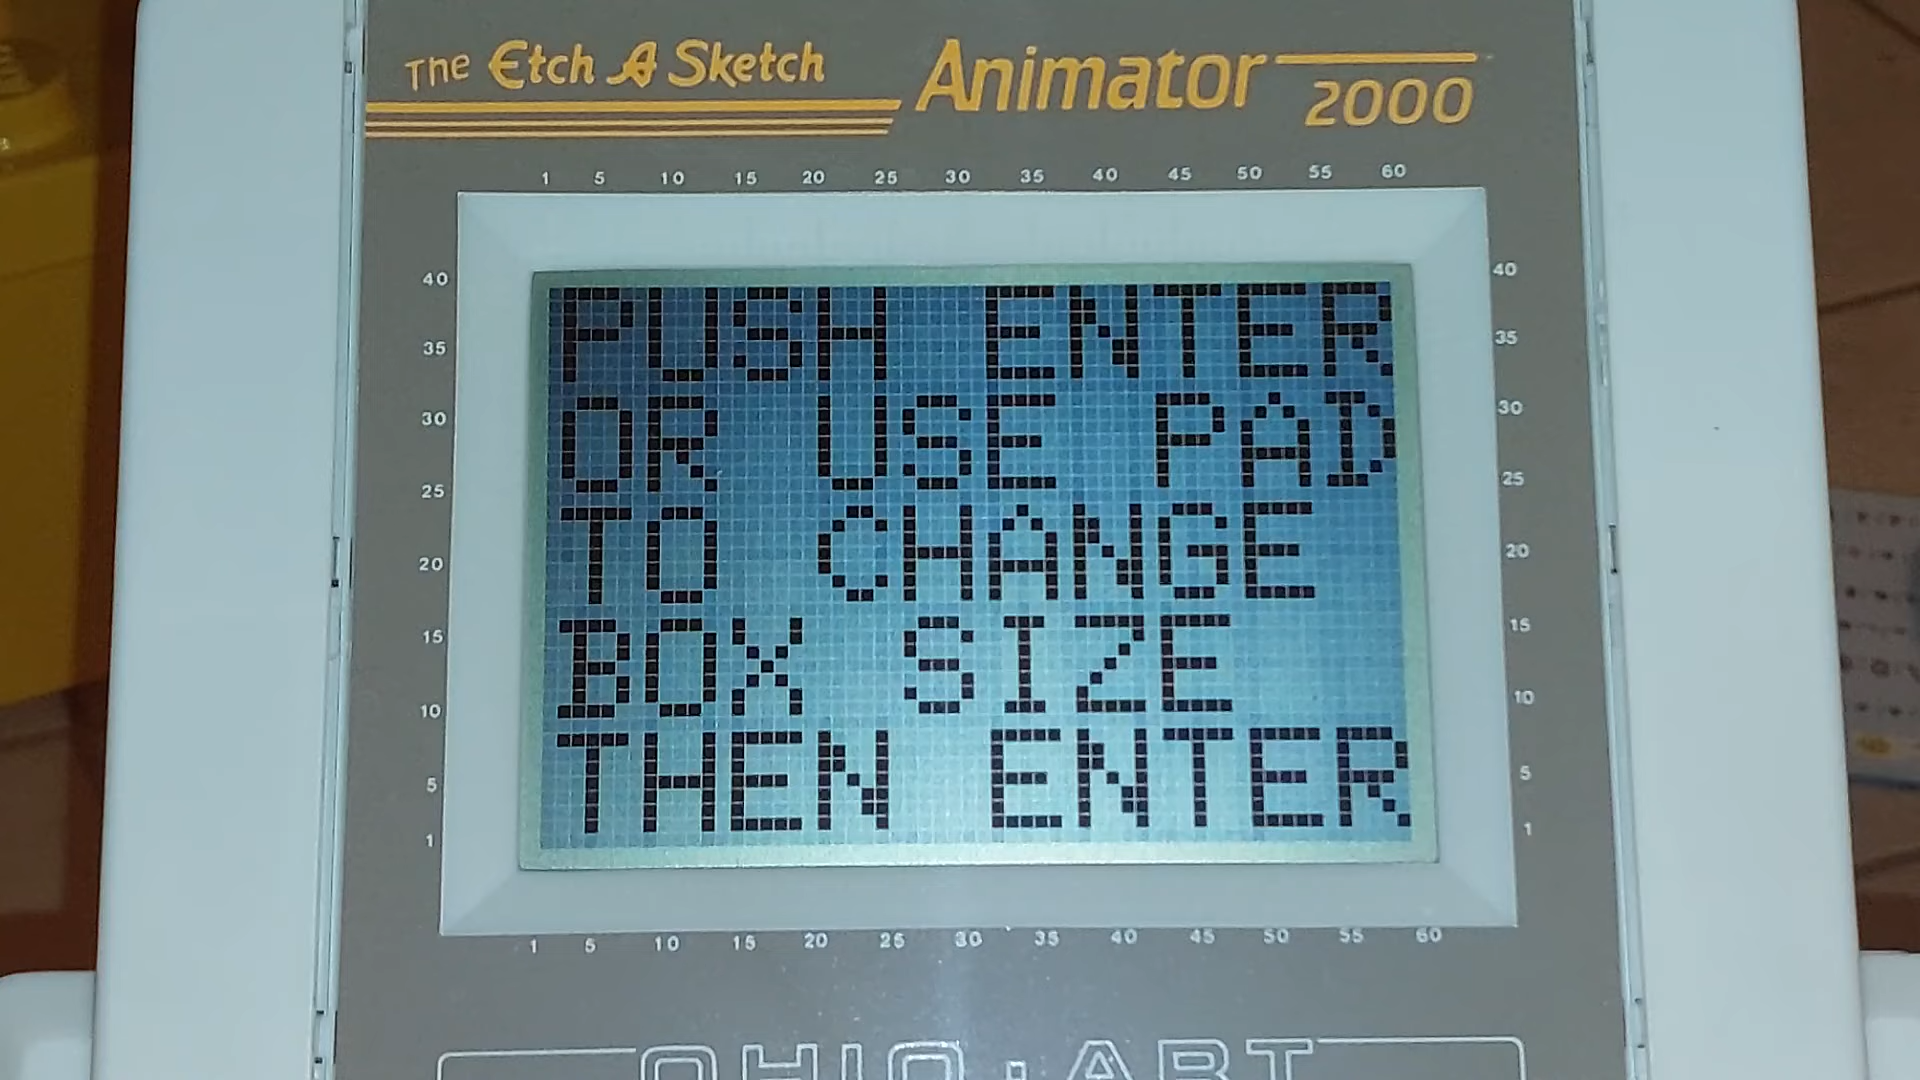 The Etch A Sketch Animator 2000
1 5 10 15 20 25 30 35 40 45 50 55 60
40 40
35 35
30 30
25 25
20 20
15 15
10 10
5 5
1 1
PUSH ENTER
OR USE PAD
TO CHANGE
BOX SIZE
THEN ENTER
1 5 10 15 20 25 30 35 40 45 50 55 60
OHIO · ART